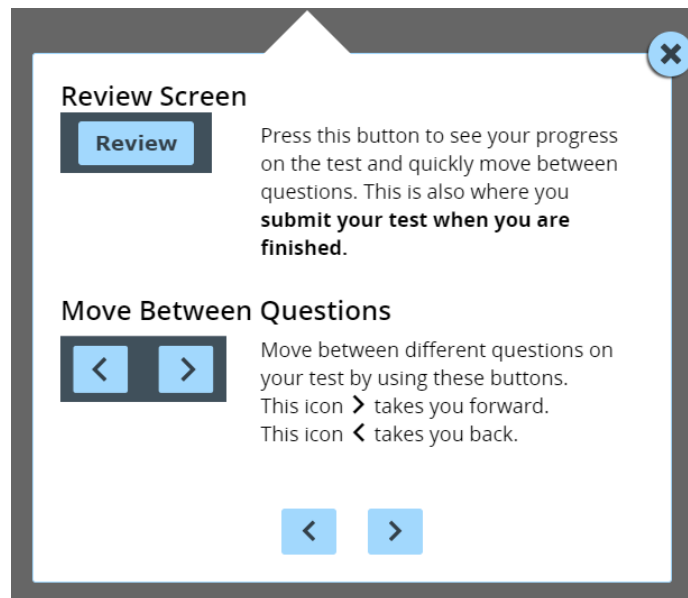 Review Screen
Review
Press this button to see your progress
on the test and quickly move between
questions. This is also where you
submit your test when you are
finished.
Move Between Questions
Move between different questions on
your test by using these buttons.
This icon > takes you forward.
This icon < takes you back.